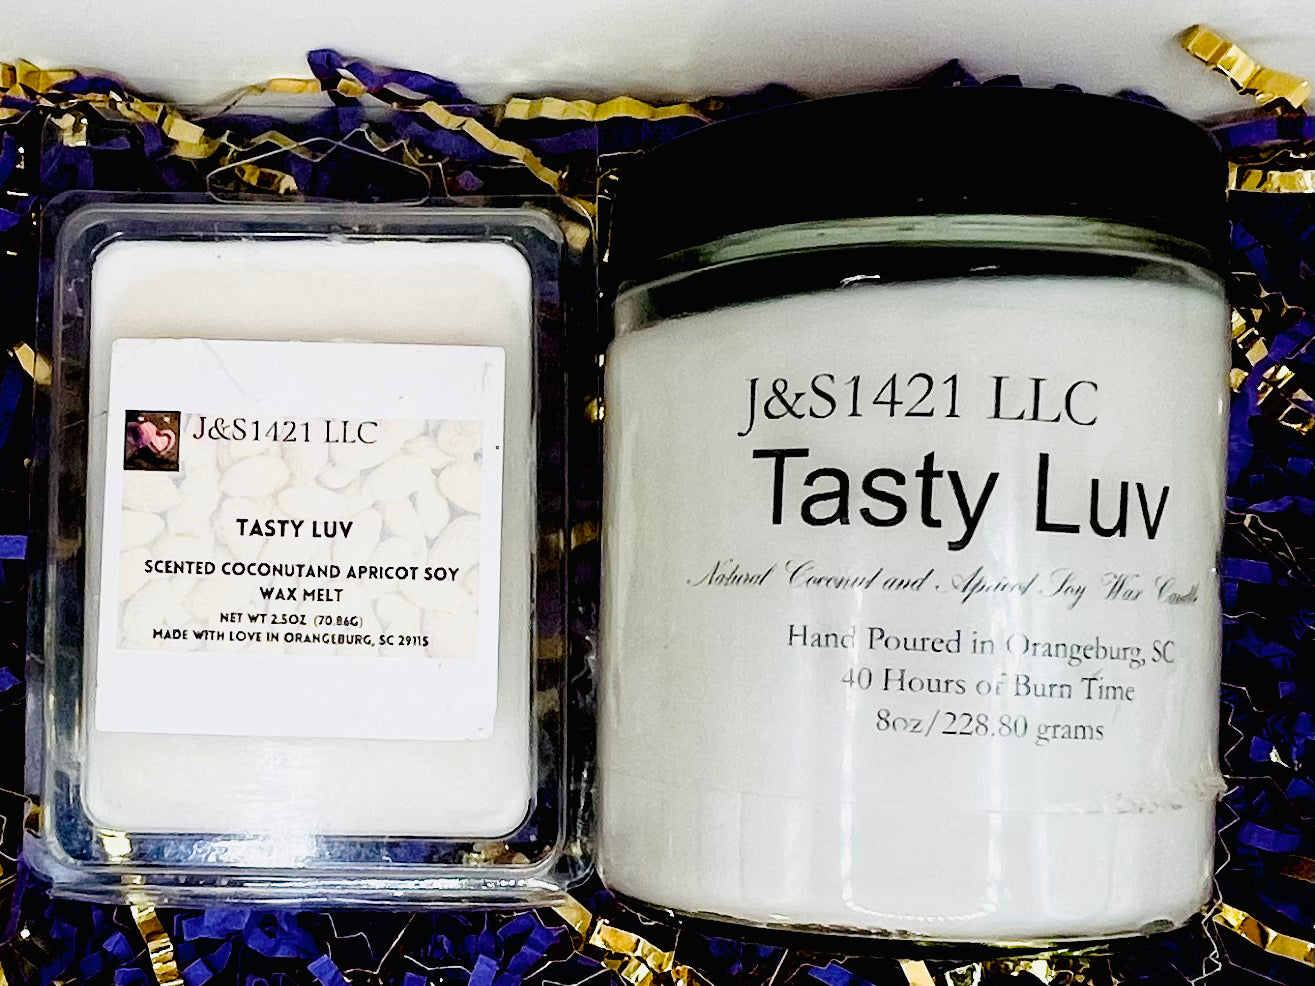 J&S1421 LLC
TASTY LUV
SCENTED COCONUTAND APRICOT SOY
WAX MELT
NET WT 2.5OZ (70.86G)
MADE WITH LOVE IN ORANGEBURG, SC 29115
J&S1421 LLC
Tasty Luv
Natural Coconut and Apricot Soy Wax Candle
Hand Poured in Orangeburg, SC
40 Hours of Burn Time
8oz/228.80 grams